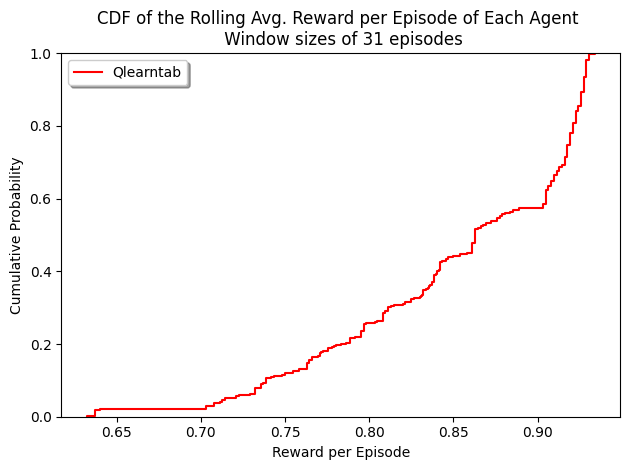 CDF of the Rolling Avg. Reward per Episode of Each Agent
Window sizes of 31 episodes
Qlearntab
Cumulative Probability
1.0
0.8
0.6
0.4
0.2
0.0
0.65 0.70 0.75 0.80 0.85 0.90
Reward per Episode